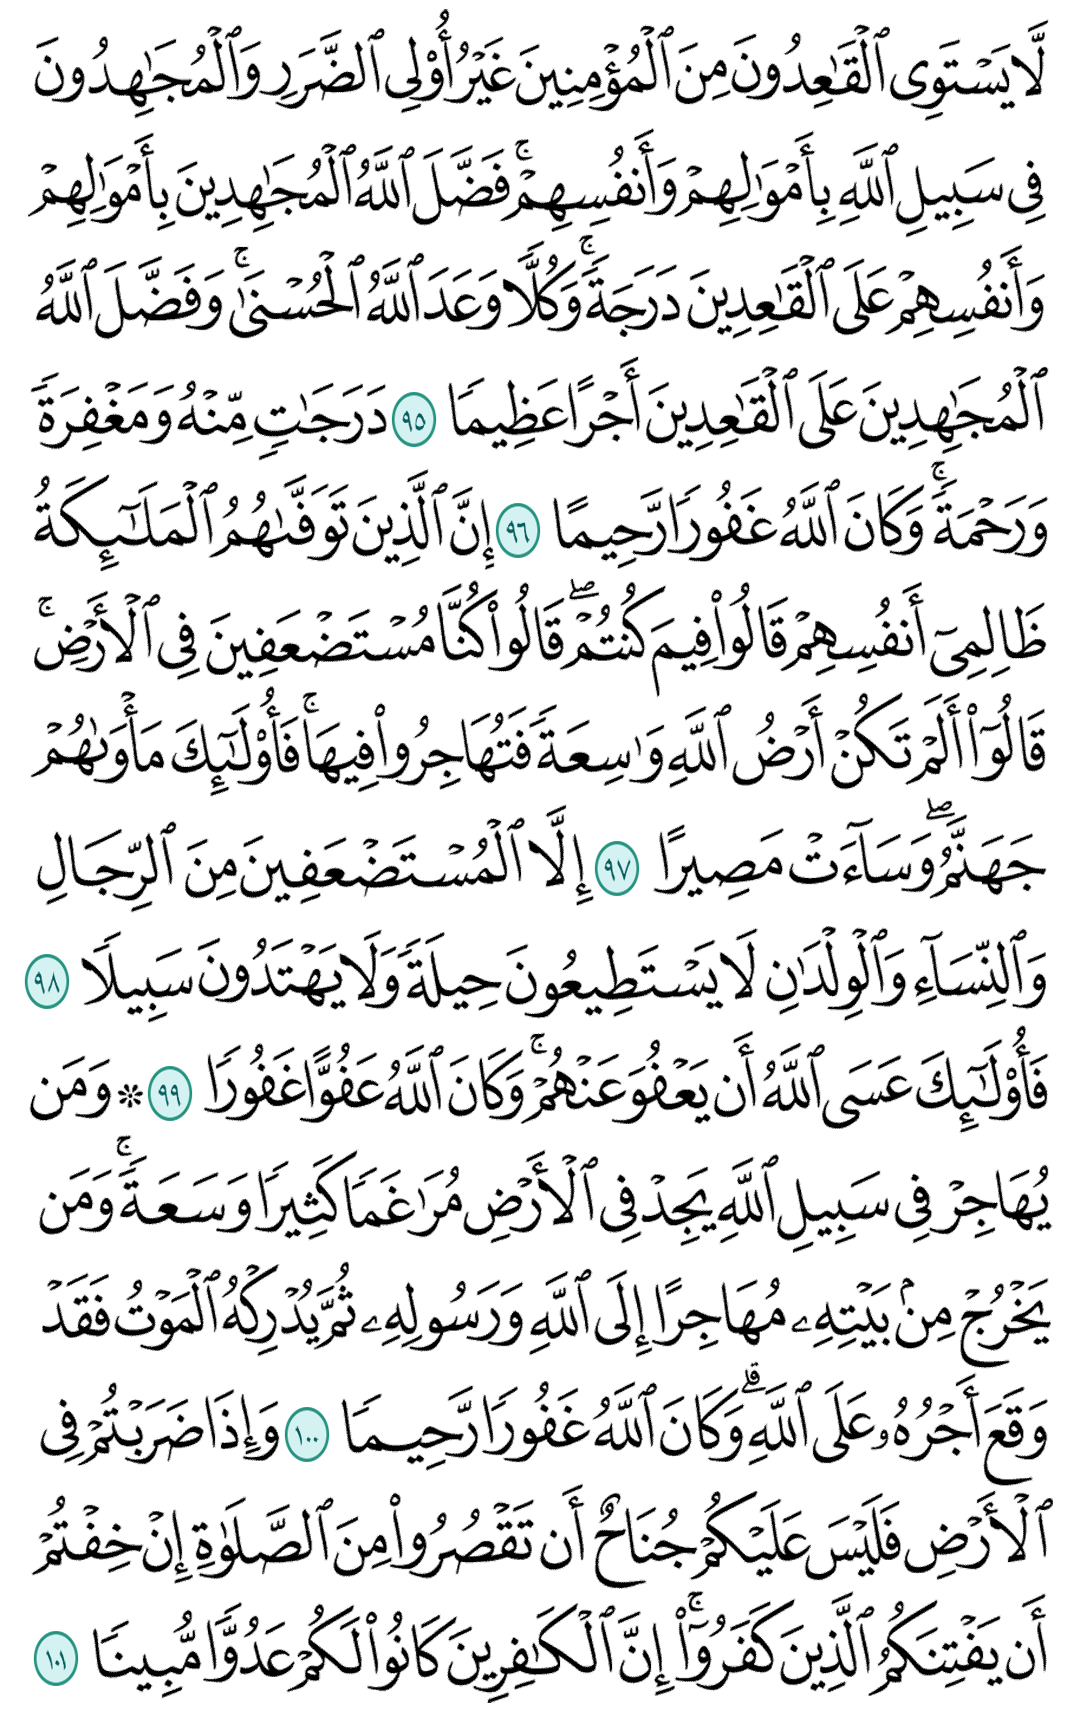 لَّا يَسْتَوِى ٱلْقَـٰعِدُونَ مِنَ ٱلْمُؤْمِنِينَ غَيْرُ أُو۟لِى ٱلضَّرَرِ وَٱلْمُجَـٰهِدُونَ
فِى سَبِيلِ ٱللَّهِ بِأَمْوَٰلِهِمْ وَأَنفُسِهِمْ ۚ فَضَّلَ ٱللَّهُ ٱلْمُجَـٰهِدِينَ بِأَمْوَٰلِهِمْ
وَأَنفُسِهِمْ عَلَى ٱلْقَـٰعِدِينَ دَرَجَةً ۚ وَكُلًّا وَعَدَ ٱللَّهُ ٱلْحُسْنَىٰ ۚ وَفَضَّلَ ٱللَّهُ
ٱلْمُجَـٰهِدِينَ عَلَى ٱلْقَـٰعِدِينَ أَجْرًا عَظِيمًا ٩٥ دَرَجَـٰتٍ مِّنْهُ وَمَغْفِرَةً
وَرَحْمَةً ۚ وَكَانَ ٱللَّهُ غَفُورًا رَّحِيمًا ٩٦ إِنَّ ٱلَّذِينَ تَوَفَّىٰهُمُ ٱلْمَلَـٰٓئِكَةُ
ظَالِمِىٓ أَنفُسِهِمْ قَالُوا۟ فِيمَ كُنتُمْ ۖ قَالُوا۟ كُنَّا مُسْتَضْعَفِينَ فِى ٱلْأَرْضِ ۚ
قَالُوٓا۟ أَلَمْ تَكُنْ أَرْضُ ٱللَّهِ وَٰسِعَةً فَتُهَاجِرُوا۟ فِيهَا ۚ فَأُو۟لَـٰٓئِكَ مَأْوَىٰهُمْ
جَهَنَّمُ ۖ وَسَآءَتْ مَصِيرًا ٩٧ إِلَّا ٱلْمُسْتَضْعَفِينَ مِنَ ٱلرِّجَالِ
وَٱلنِّسَآءِ وَٱلْوِلْدَٰنِ لَا يَسْتَطِيعُونَ حِيلَةً وَلَا يَهْتَدُونَ سَبِيلًا ٩٨
فَأُو۟لَـٰٓئِكَ عَسَى ٱللَّهُ أَن يَعْفُوَ عَنْهُمْ ۚ وَكَانَ ٱللَّهُ عَفُوًّا غَفُورًا ٩٩ * وَمَن
يُهَاجِرْ فِى سَبِيلِ ٱللَّهِ يَجِدْ فِى ٱلْأَرْضِ مُرَٰغَمًا كَثِيرًا وَسَعَةً ۚ وَمَن
يَخْرُجْ مِنۢ بَيْتِهِۦ مُهَاجِرًا إِلَى ٱللَّهِ وَرَسُولِهِۦ ثُمَّ يُدْرِكْهُ ٱلْمَوْتُ فَقَدْ
وَقَعَ أَجْرُهُۥ عَلَى ٱللَّهِ ۗ وَكَانَ ٱللَّهُ غَفُورًا رَّحِيمًا ١٠٠ وَإِذَا ضَرَبْتُمْ فِى
ٱلْأَرْضِ فَلَيْسَ عَلَيْكُمْ جُنَاحٌ أَن تَقْصُرُوا۟ مِنَ ٱلصَّلَوٰةِ إِنْ خِفْتُمْ
أَن يَفْتِنَكُمُ ٱلَّذِينَ كَفَرُوٓا۟ ۚ إِنَّ ٱلْكَـٰفِرِينَ كَانُوا۟ لَكُمْ عَدُوًّا مُّبِينًا ١٠١